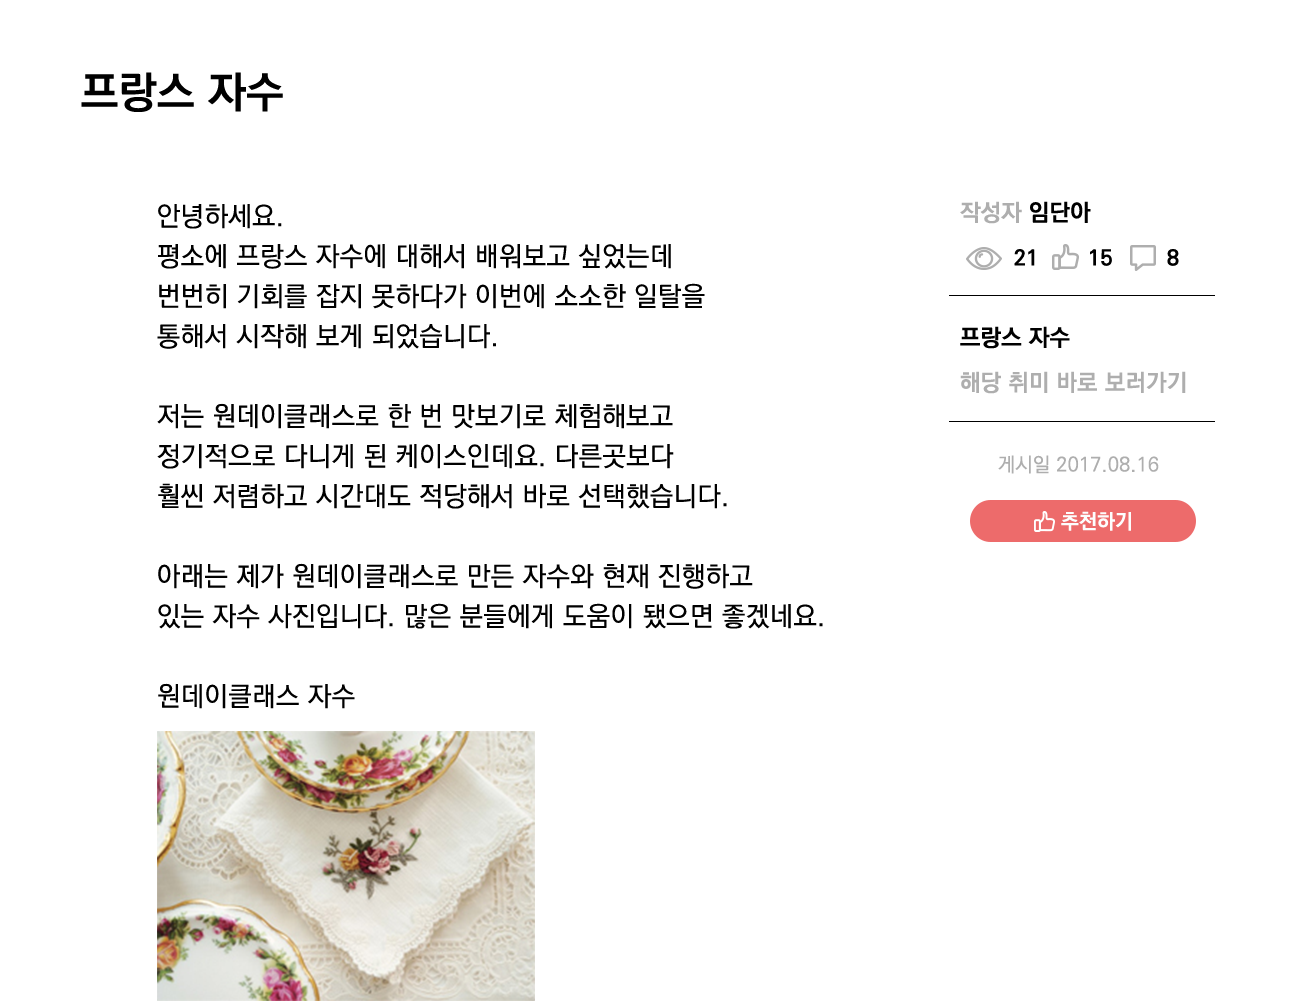 프랑스 자수
안녕하세요.
평소에 프랑스 자수에 대해서 배워보고 싶었는데
번번히 기회를 잡지 못하다가 이번에 소소한 일탈을
통해서 시작해 보게 되었습니다.
저는 원데이클래스로 한 번 맛보기로 체험해보고
정기적으로 다니게 된 케이스인데요. 다른곳보다
훨씬 저렴하고 시간대도 적당해서 바로 선택했습니다.
아래는 제가 원데이클래스로 만든 자수와 현재 진행하고
있는 자수 사진입니다. 많은 분들에게 도움이 됐으면 좋겠네요.
원데이클래스 자수
작성자 임단아
21 15 8
프랑스 자수
해당 취미 바로 보러가기
게시일 2017.08.16
추천하기